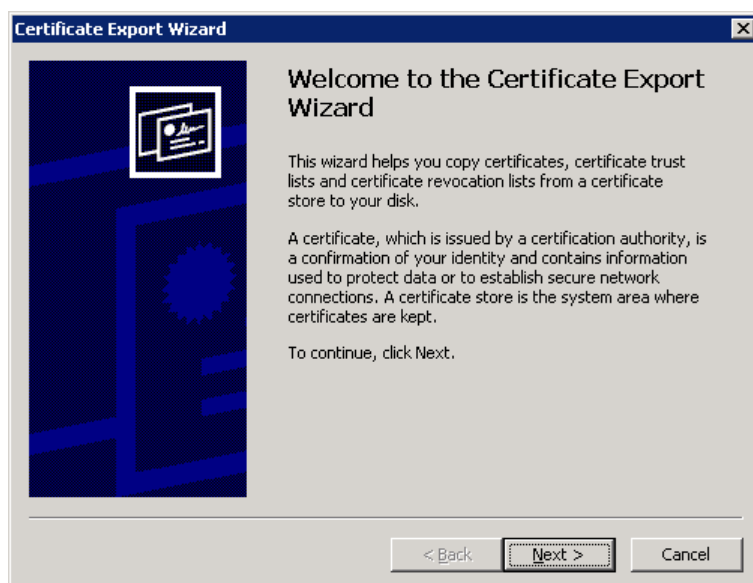 Certificate Export Wizard
Welcome to the Certificate Export
Wizard
This wizard helps you copy certificates, certificate trust
lists and certificate revocation lists from a certificate
store to your disk.
A certificate, which is issued by a certification authority, is
a confirmation of your identity and contains information
used to protect data or to establish secure network
connections. A certificate store is the system area where
certificates are kept.
To continue, click Next.
< Back
Next >
Cancel